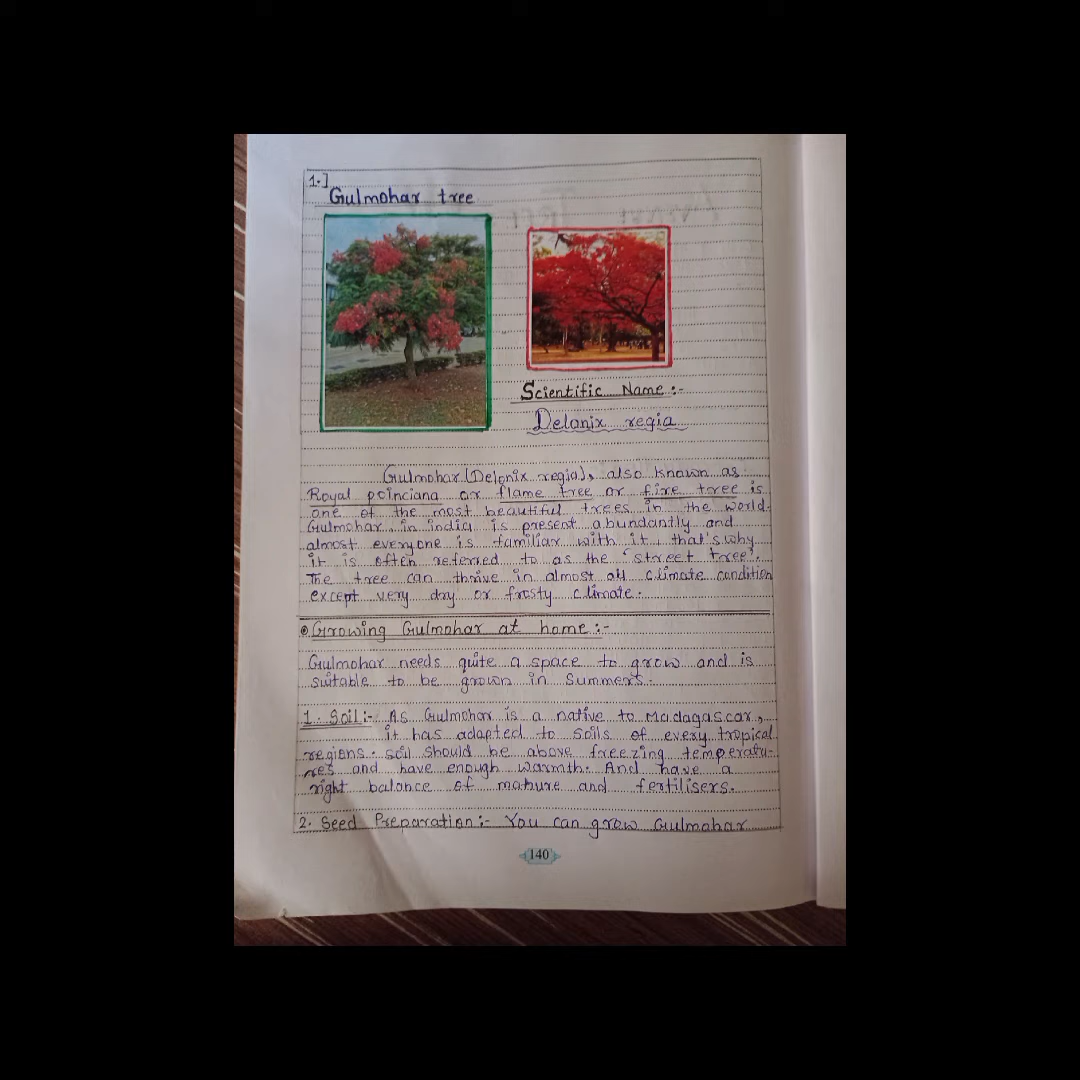 1.]
Gulmohar tree
Scientific Name :-
Delonix regia
Gulmohar (Delonix regia), also known as
Royal poinciana or flame tree or fire tree is
one of the most beautiful trees in the world.
Gulmohar in india is present abundantly and
almost everyone is familiar with it, that's why
it is often referred to as the 'street tree'.
The tree can thrive in almost all climate condition
except very dry or frosty climate.
Growing Gulmohar at home :-
Gulmohar needs quite a space to grow and is
suitable to be grown in Summers.
1. Soil :- As Gulmohar is a native to Madagascar,
it has adapted to soils of every tropical
regions. soil should be above freezing temperatu-
res and have enough warmth. And have a
right balance of manure and fertilisers.
2. Seed Preparation :- You can grow Gulmohar
140